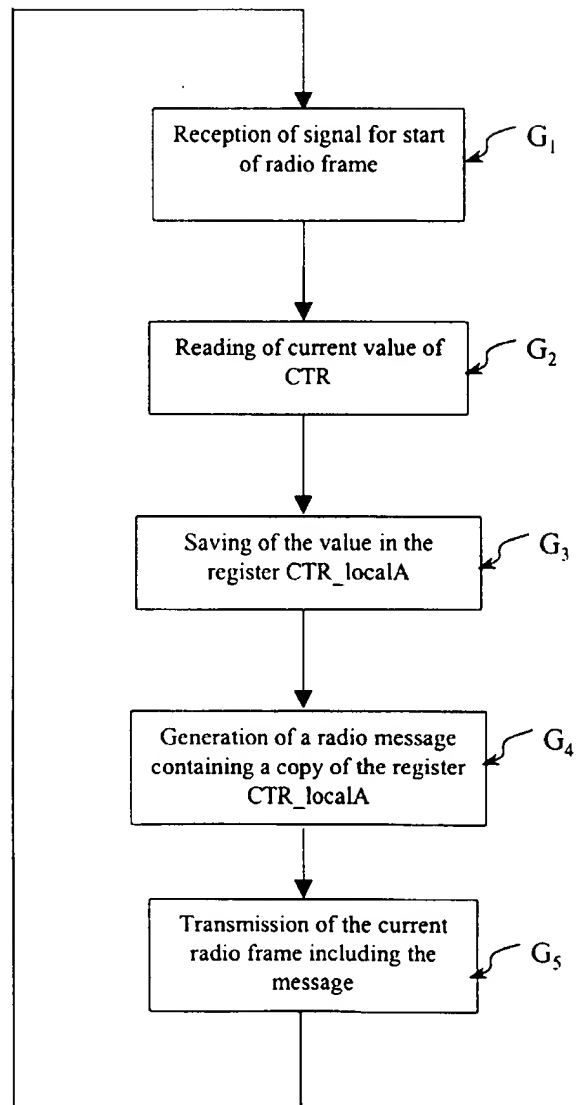 Reception of signal for start
of radio frame
G1
Reading of current value of
CTR
G2
Saving of the value in the
register CTR_localA
G3
Generation of a radio message
containing a copy of the register
CTR_localA
G4
Transmission of the current
radio frame including the
message
G5